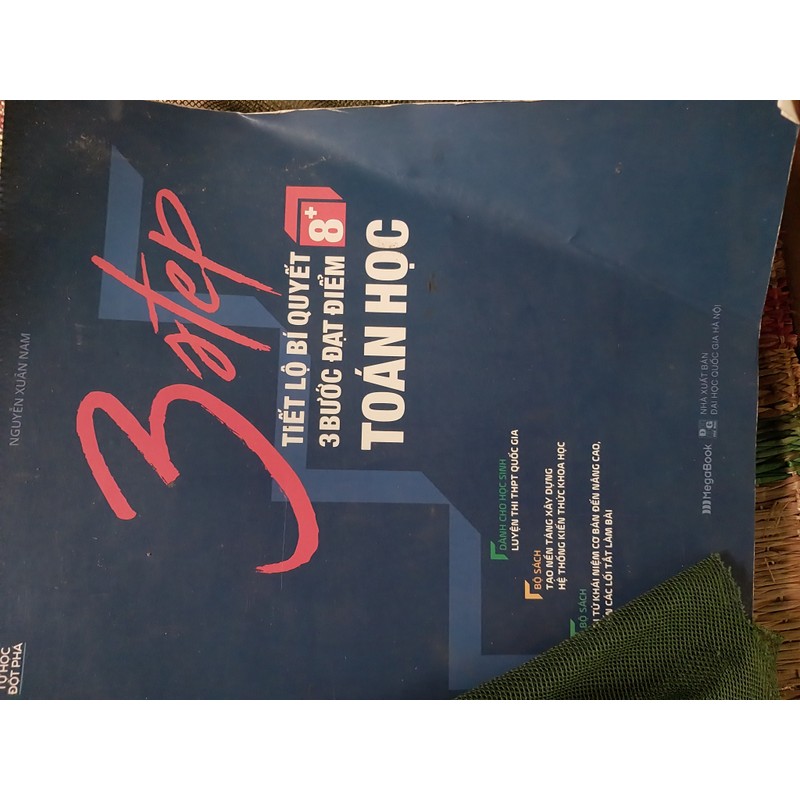 TỰ HỌC
ĐỘT PHÁ
NGUYỄN XUÂN NAM
3 step
TIẾT LỘ BÍ QUYẾT
3 BƯỚC ĐẠT ĐIỂM 8+
TOÁN HỌC
DÀNH CHO HỌC SINH
LUYỆN THI THPT QUỐC GIA
BỘ SÁCH
TẠO NỀN TẢNG XÂY DỰNG
HỆ THỐNG KIẾN THỨC KHOA HỌC
BỘ SÁCH
TỪ KHÁI NIỆM CƠ BẢN ĐẾN NÂNG CAO,
CÁC LỐI TẮT LÀM BÀI
MegaBook
NHÀ XUẤT BẢN
ĐẠI HỌC QUỐC GIA HÀ NỘI